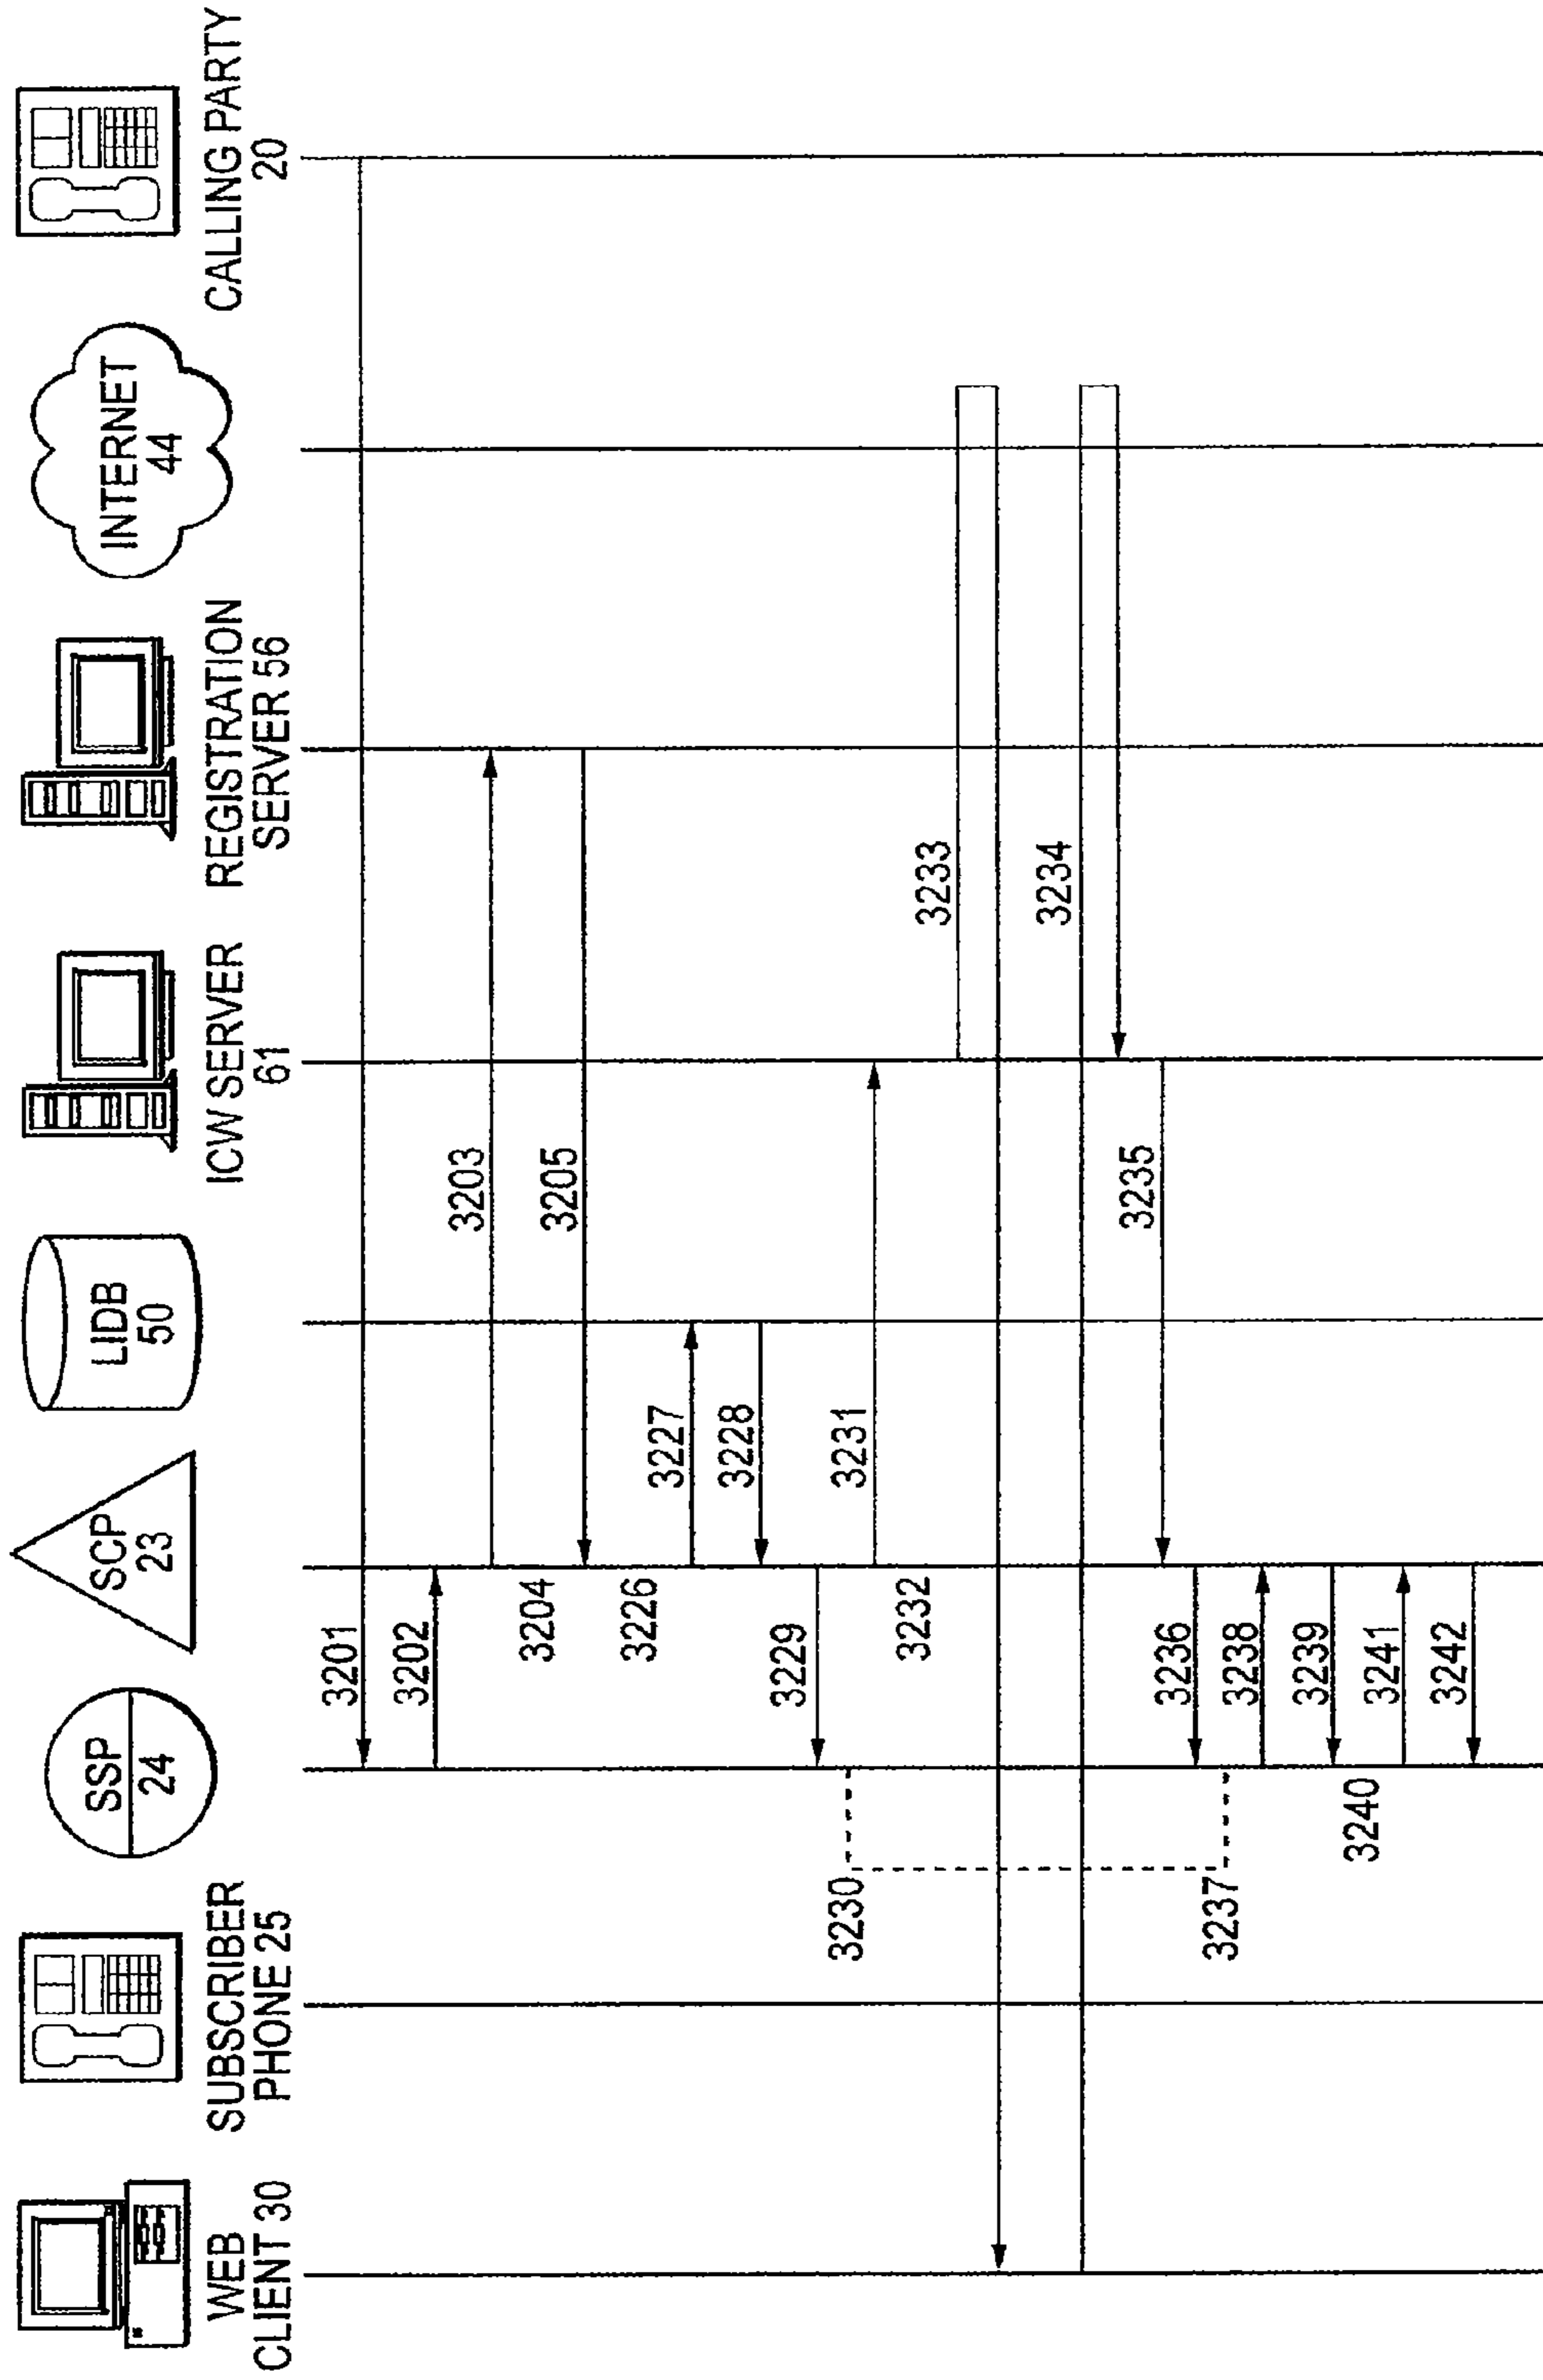 WEB
CLIENT 30
SUBSCRIBER
PHONE 25
SSP
24
SCP
23
LIDB
50
ICW SERVER
61
REGISTRATION
SERVER 56
INTERNET
44
CALLING PARTY
20
3201
3202
3203
3204
3205
3226
3227
3228
3229
3230
3231
3232
3233
3234
3235
3236
3237
3238
3239
3240
3241
3242